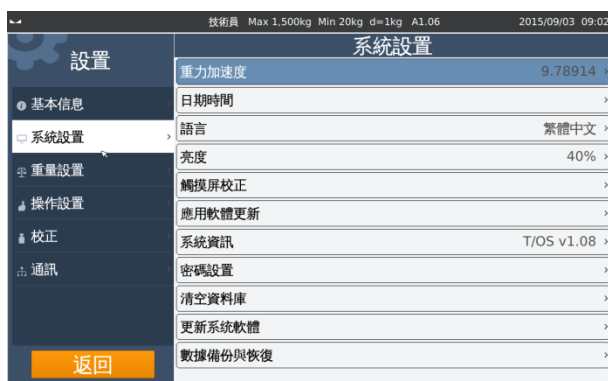 技術員 Max 1,500kg Min 20kg d=1kg A1.06 2015/09/03 09:02
設置
基本信息
系統設置
重量設置
操作設置
校正
通訊
返回
系統設置
重力加速度 9.78914
日期時間
語言 繁體中文
亮度 40%
觸摸屏校正
應用軟體更新
系統資訊 T/OS v1.08
密碼設置
清空資料庫
更新系统軟體
數據備份與恢復